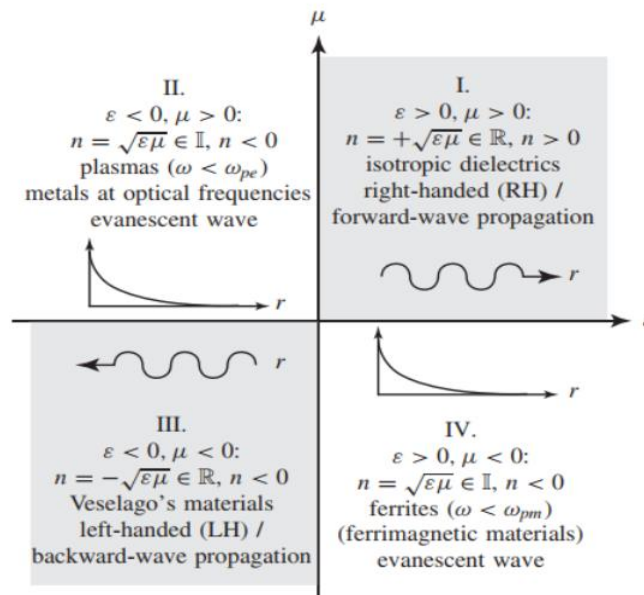 μ
II.
ε < 0, μ > 0:
n = √εμ ∈ 𝕀, n < 0
plasmas (ω < ωₚₑ)
metals at optical frequencies
evanescent wave
r
I.
ε > 0, μ > 0:
n = +√εμ ∈ ℝ, n > 0
isotropic dielectrics
right-handed (RH) /
forward-wave propagation
r
r
III.
ε < 0, μ < 0:
n = −√εμ ∈ ℝ, n < 0
Veselago's materials
left-handed (LH) /
backward-wave propagation
r
IV.
ε > 0, μ < 0:
n = √εμ ∈ 𝕀, n < 0
ferrites (ω < ωₚₘ)
(ferrimagnetic materials)
evanescent wave